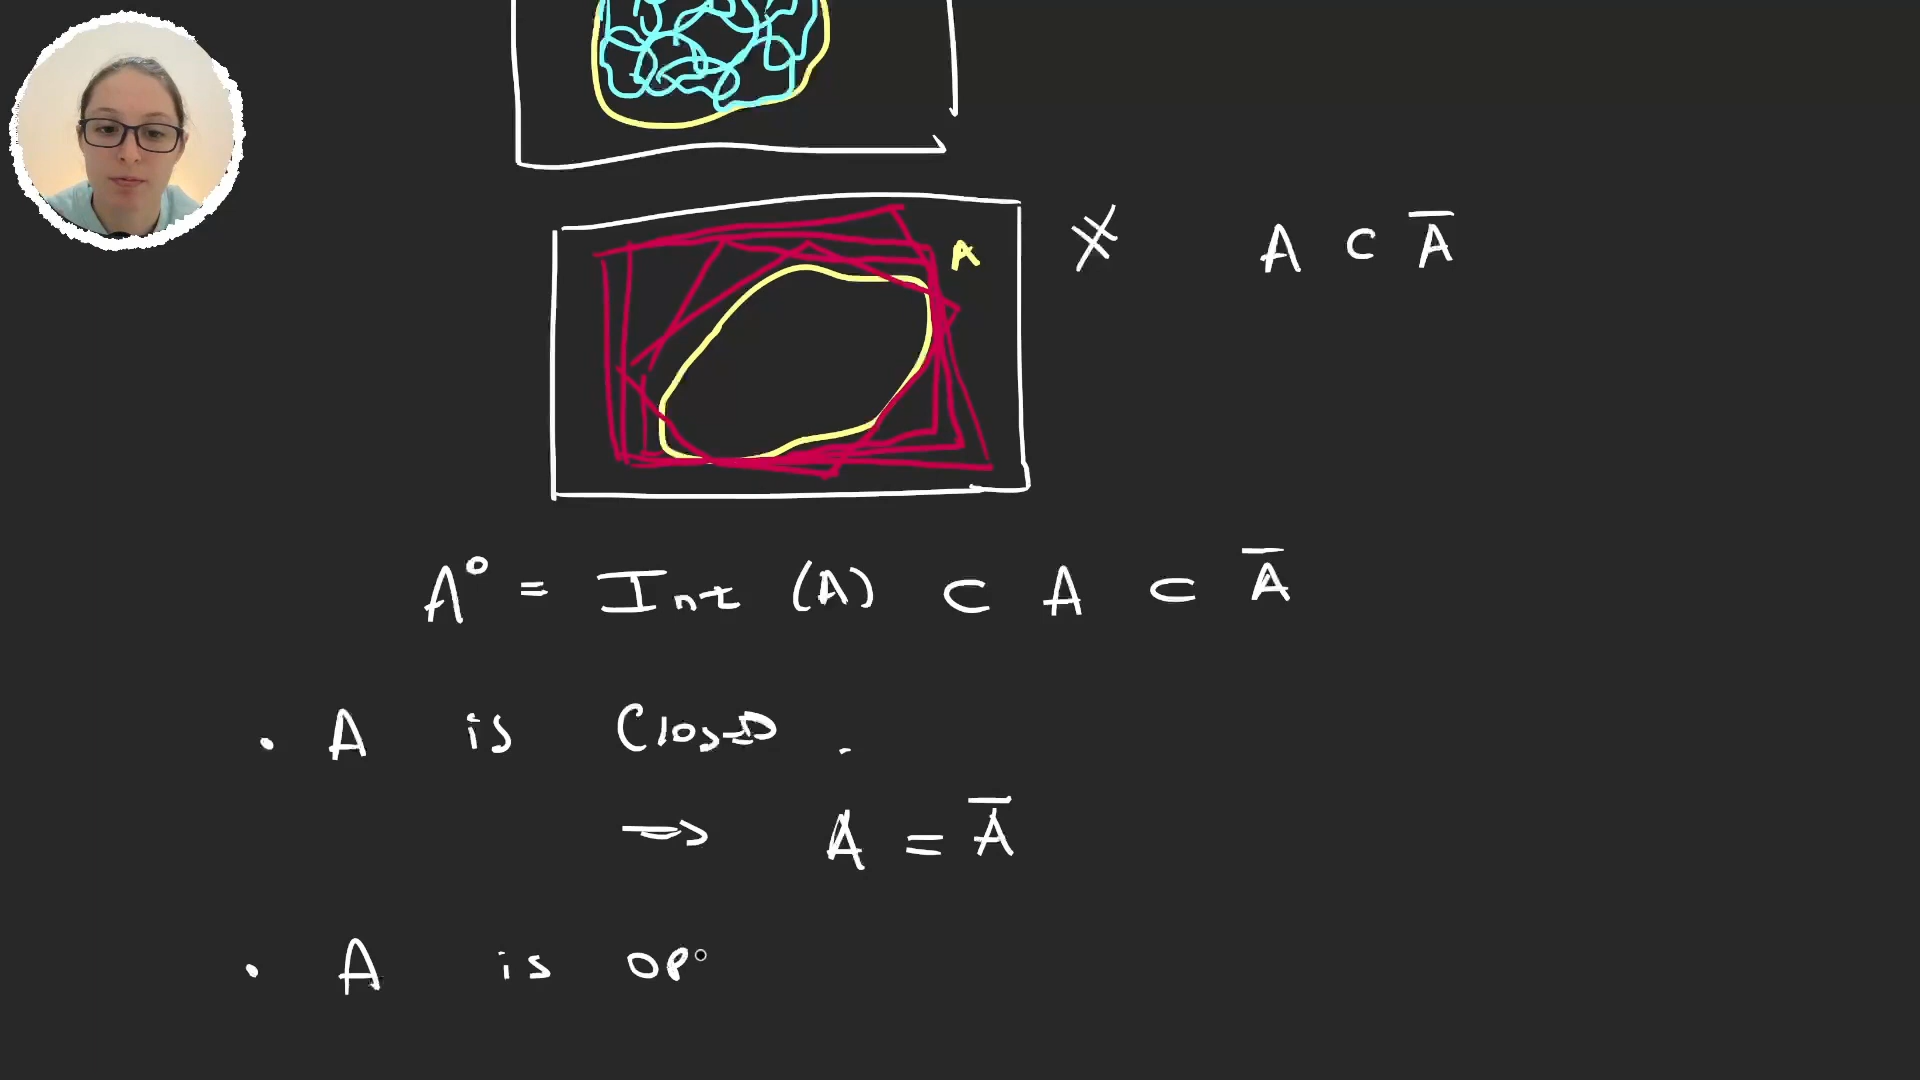 A
A ⊂ A̅
A° = Int (A) ⊂ A ⊂ A̅
· A is Closed .
⇒ A = A̅
· A is op